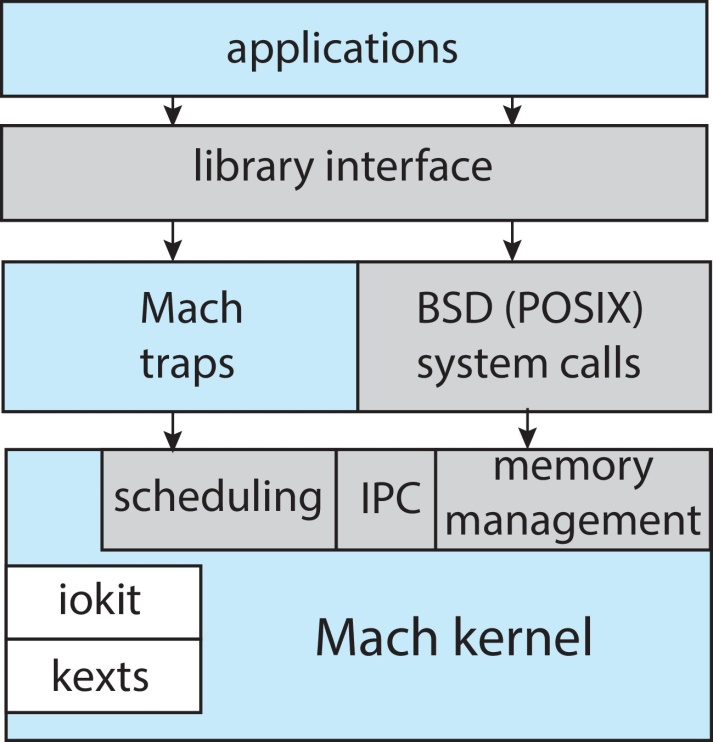 applications
library interface
Mach
traps
BSD (POSIX)
system calls
scheduling
IPC
memory
management
iokit
kexts
Mach kernel